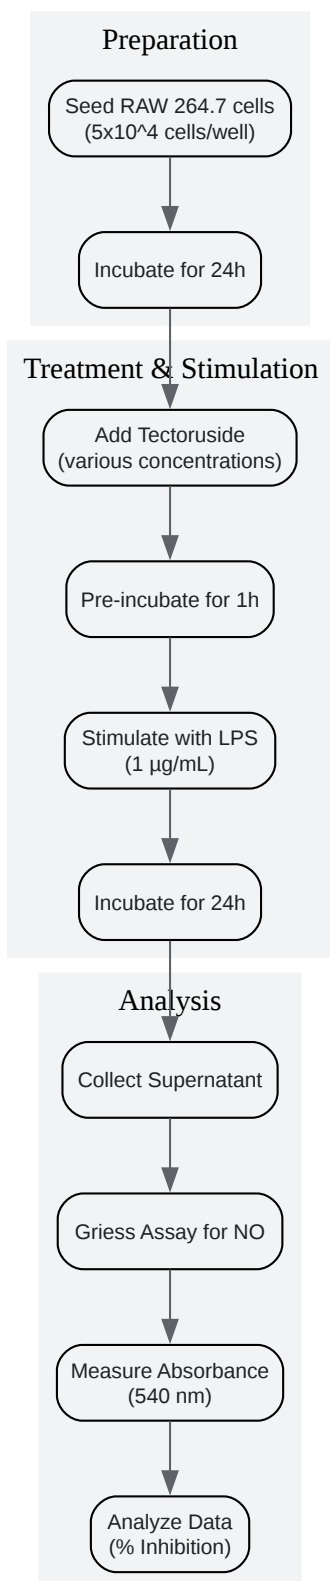 Preparation
Seed RAW 264.7 cells
(5x10^4 cells/well)
Incubate for 24h
Treatment & Stimulation
Add Tectoruside
(various concentrations)
Pre-incubate for 1h
Stimulate with LPS
(1 µg/mL)
Incubate for 24h
Analysis
Collect Supernatant
Griess Assay for NO
Measure Absorbance
(540 nm)
Analyze Data
(% Inhibition)